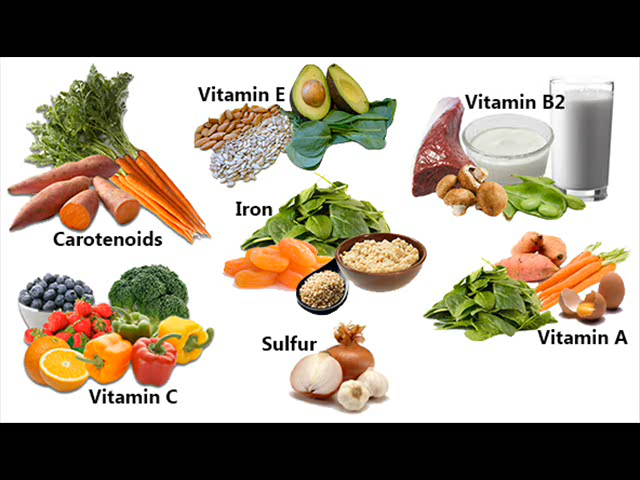 Vitamin E
Vitamin B2
Carotenoids
Iron
Vitamin A
Sulfur
Vitamin C